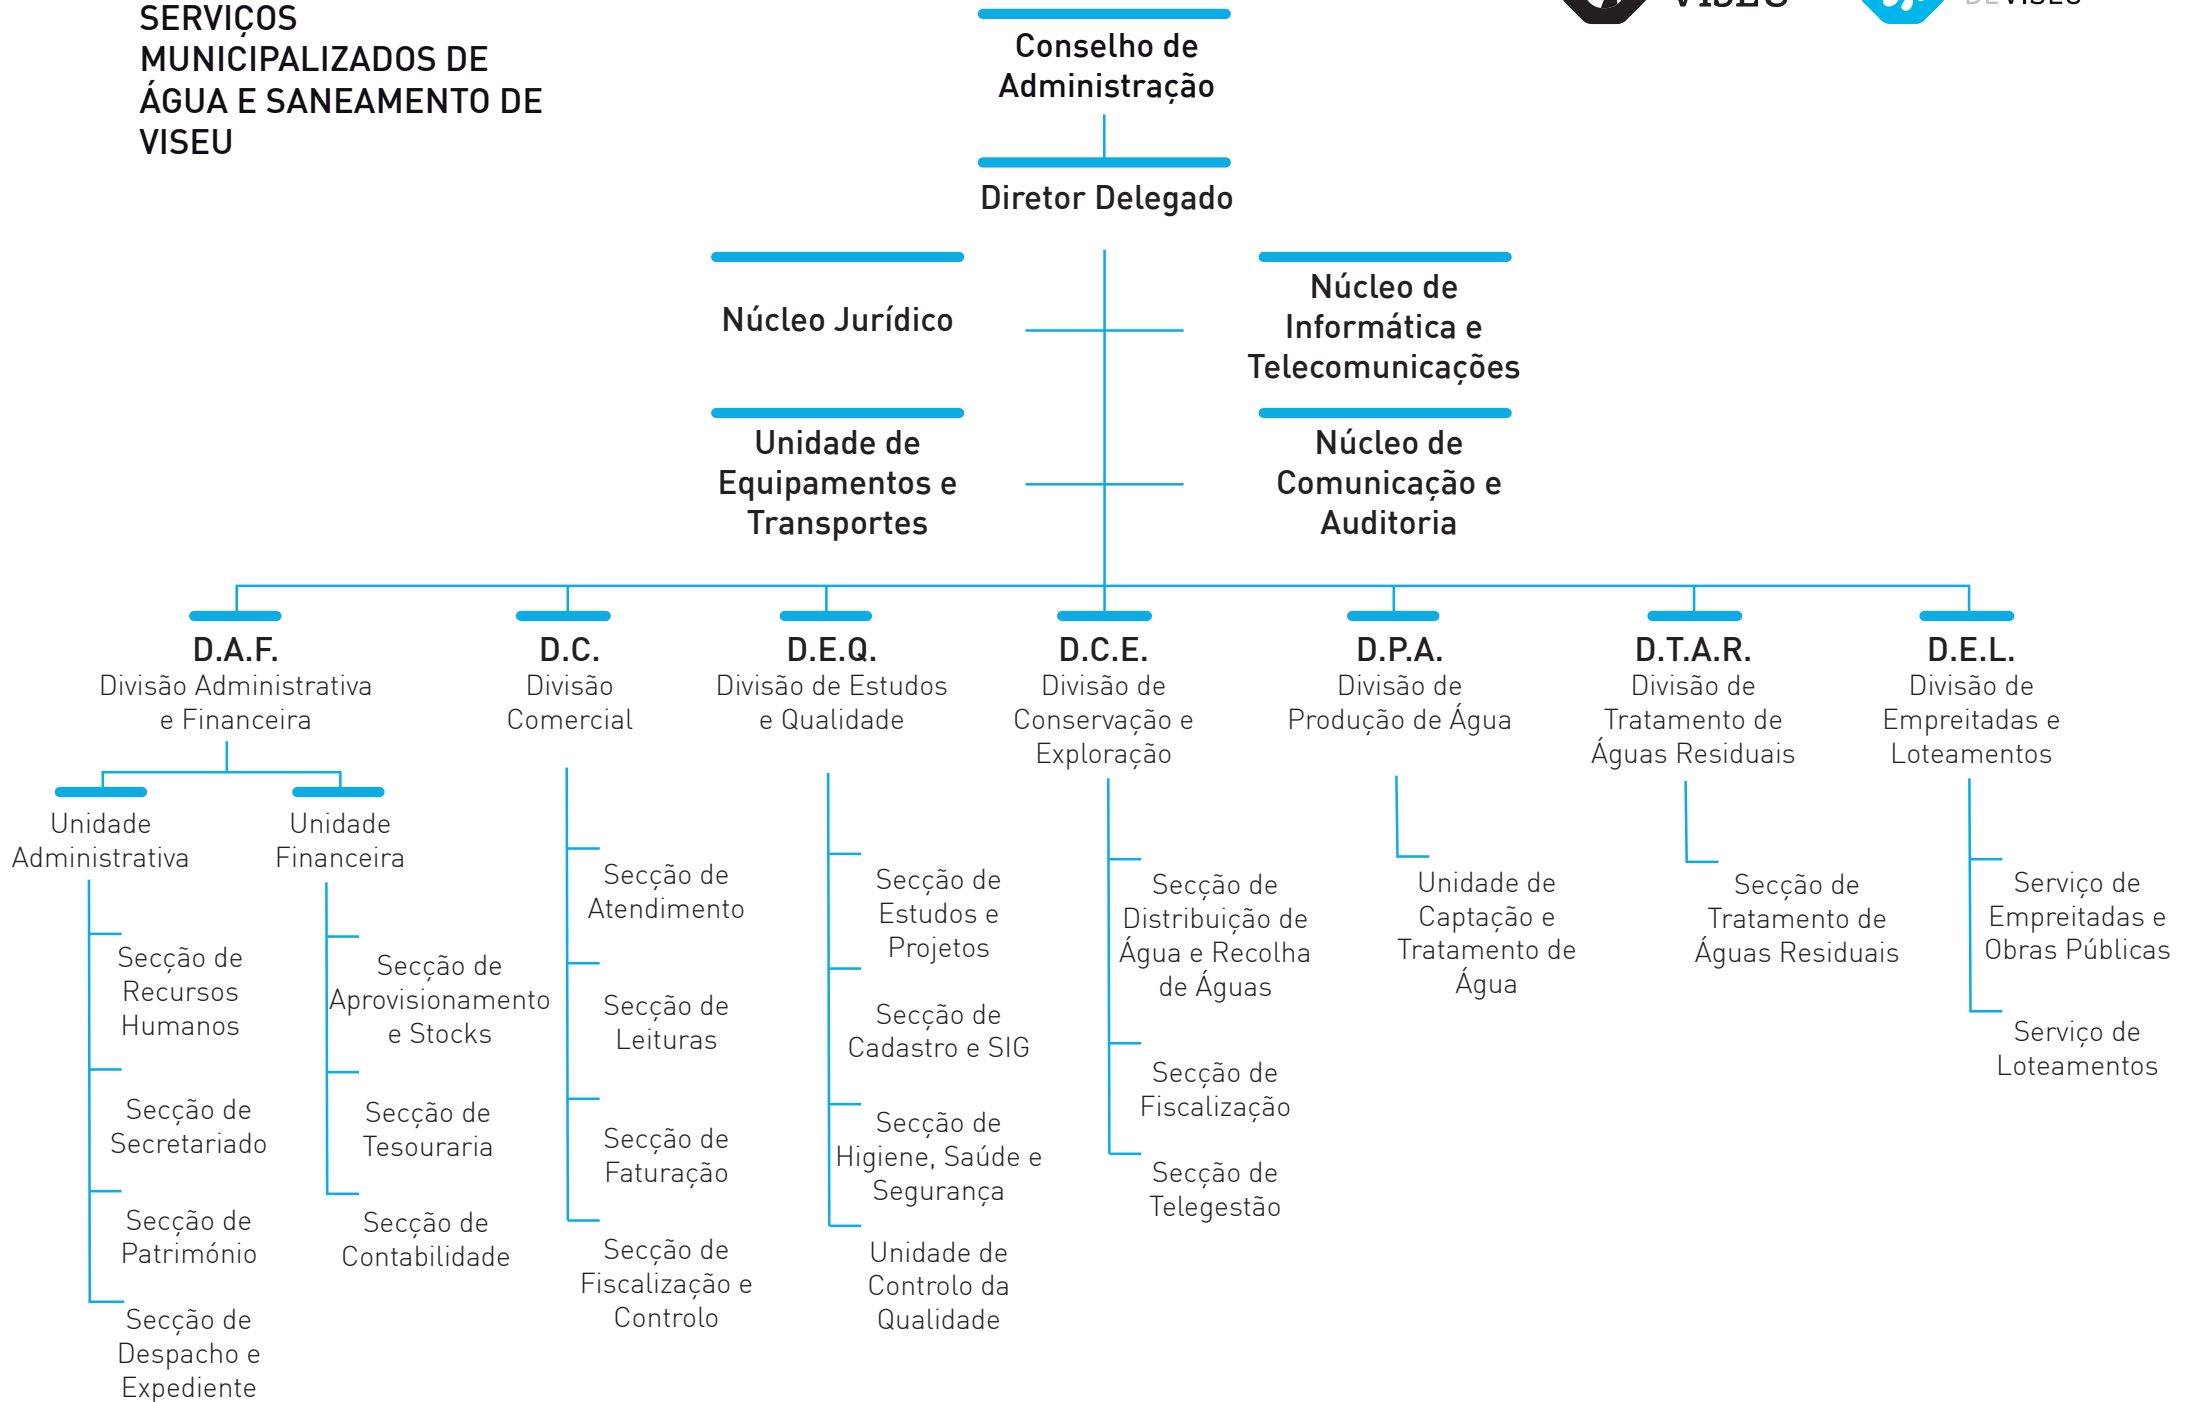 SERVIÇOS
MUNICIPALIZADOS DE
ÁGUA E SANEAMENTO DE
VISEU
VISEU
DEVISEU
Conselho de
Administração
Diretor Delegado
Núcleo Jurídico
Núcleo de
Informática e
Telecomunicações
Unidade de
Equipamentos e
Transportes
Núcleo de
Comunicação e
Auditoria
D.A.F.
Divisão Administrativa
e Financeira
Unidade
Administrativa
Secção de
Recursos
Humanos
Secção de
Secretariado
Secção de
Património
Secção de
Despacho e
Expediente
Unidade
Financeira
Secção de
Aprovisionamento
e Stocks
Secção de
Tesouraria
Secção de
Contabilidade
D.C.
Divisão
Comercial
Secção de
Atendimento
Secção de
Leituras
Secção de
Faturação
Secção de
Fiscalização e
Controlo
D.E.Q.
Divisão de Estudos
e Qualidade
Secção de
Estudos e
Projetos
Secção de
Cadastro e SIG
Secção de
Higiene, Saúde e
Segurança
Unidade de
Controlo da
Qualidade
D.C.E.
Divisão de
Conservação e
Exploração
Secção de
Distribuição de
Água e Recolha
de Águas
Secção de
Fiscalização
Secção de
Telegestão
D.P.A.
Divisão de
Produção de Água
Unidade de
Captação e
Tratamento de
Água
D.T.A.R.
Divisão de
Tratamento de
Águas Residuais
Secção de
Tratamento de
Águas Residuais
D.E.L.
Divisão de
Empreitadas e
Loteamentos
Serviço de
Empreitadas e
Obras Públicas
Serviço de
Loteamentos